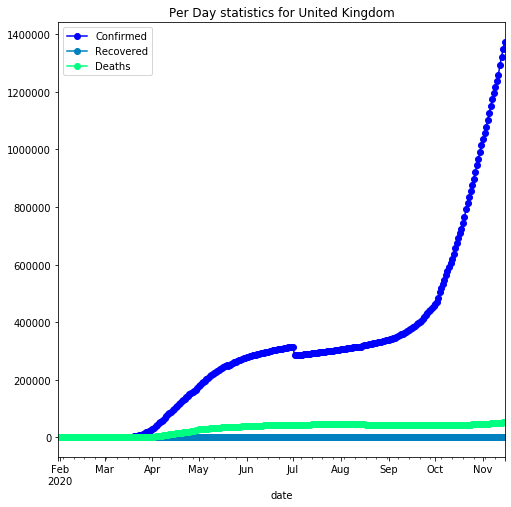 Per Day statistics for United Kingdom
Confirmed
Recovered
Deaths
1400000
1200000
1000000
800000
600000
400000
200000
0
Feb Mar Apr May Jun Jul Aug Sep Oct Nov
2020
date